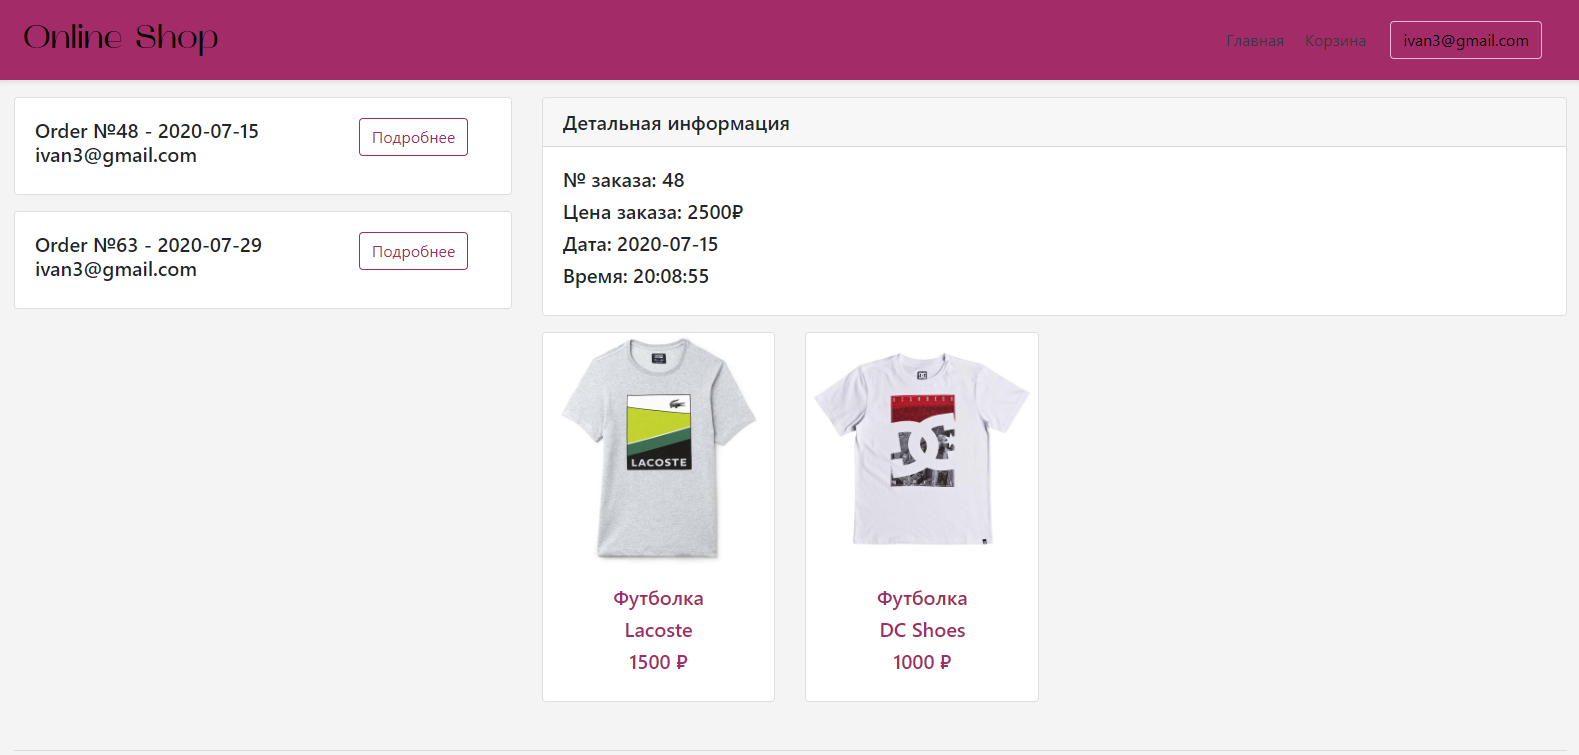 Online Shop
Главная
Корзина
ivan3@gmail.com
Order №48 - 2020-07-15
ivan3@gmail.com
Подробнее
Order №63 - 2020-07-29
ivan3@gmail.com
Подробнее
Детальная информация
№ заказа: 48
Цена заказа: 2500₽
Дата: 2020-07-15
Время: 20:08:55
LACOSTE
Футболка
Lacoste
1500 ₽
DC
Футболка
DC Shoes
1000 ₽